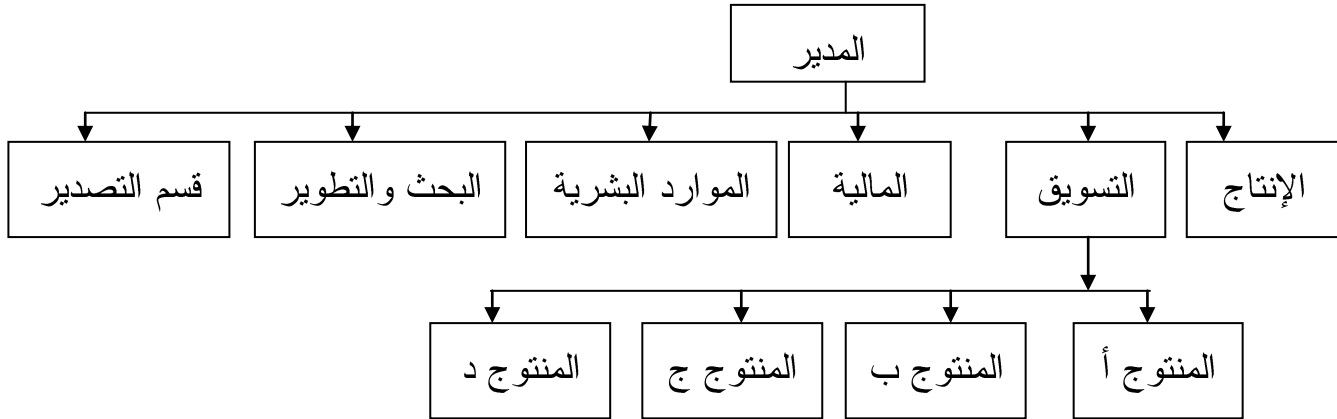 المدير
الإنتاج
التسويق
المالية
الموارد البشرية
البحث والتطوير
قسم التصدير
المنتوج أ
المنتوج ب
المنتوج ج
المنتوج د